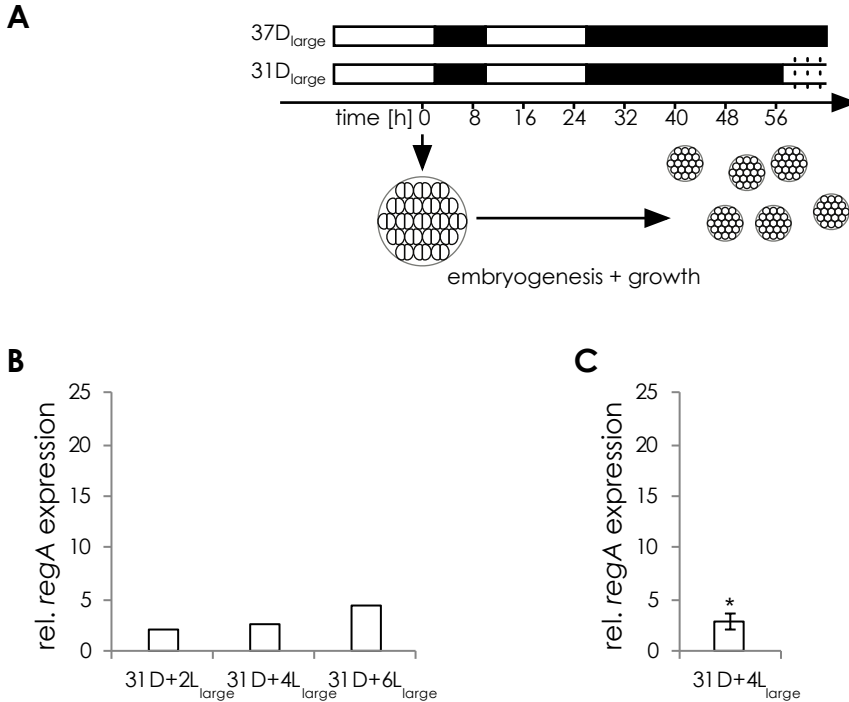 A
37D large
31D large
time [h] 0 8 16 24 32 40 48 56
embryogenesis + growth
B
rel. regA expression
25
20
15
10
5
0
31D+2L large 31D+4L large 31D+6L large
C
rel. regA expression
25
20
15
10
5
0
*
31D+4L large